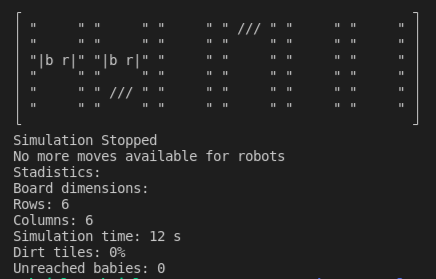 "     " "     " "     " " /// " "     " "     "
"     " "     " "     " "     " "     " "     "
"|b r|" "|b r|" "     " "     " "     " "     "
"     " "     " "     " "     " "     " "     "
"     " " /// " "     " "     " "     " "     "
"     " "     " "     " "     " "     " "     "
Simulation Stopped
No more moves available for robots
Stadistics:
Board dimensions:
Rows: 6
Columns: 6
Simulation time: 12 s
Dirt tiles: 0%
Unreached babies: 0